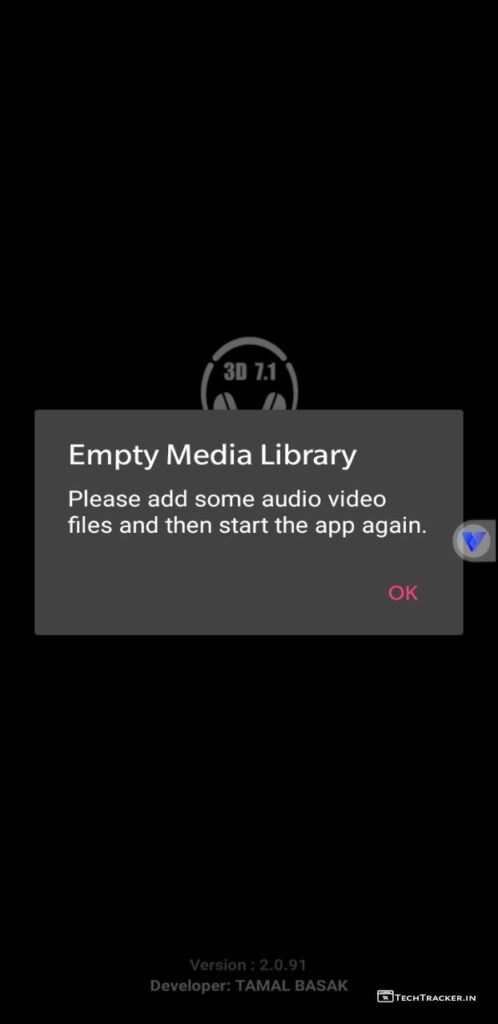 3D 7.1
Empty Media Library
Please add some audio video
files and then start the app again.
OK
Version : 2.0.91
Developer: TAMAL BASAK
TECHTRACKER.IN